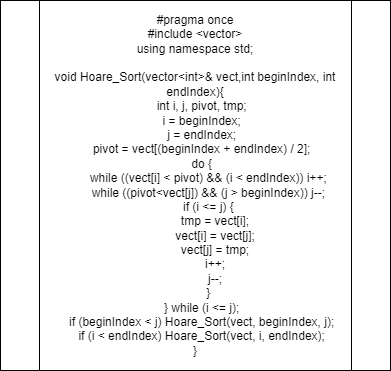 #pragma once
#include <vector>
using namespace std;
void Hoare_Sort(vector<int>& vect,int beginIndex, int
endIndex){
int i, j, pivot, tmp;
i = beginIndex;
j = endIndex;
pivot = vect[(beginIndex + endIndex) / 2];
do {
while ((vect[i] < pivot) && (i < endIndex)) i++;
while ((pivot<vect[j]) && (j > beginIndex)) j--;
if (i <= j) {
tmp = vect[i];
vect[i] = vect[j];
vect[j] = tmp;
i++;
j--;
}
} while (i <= j);
if (beginIndex < j) Hoare_Sort(vect, beginIndex, j);
if (i < endIndex) Hoare_Sort(vect, i, endIndex);
}